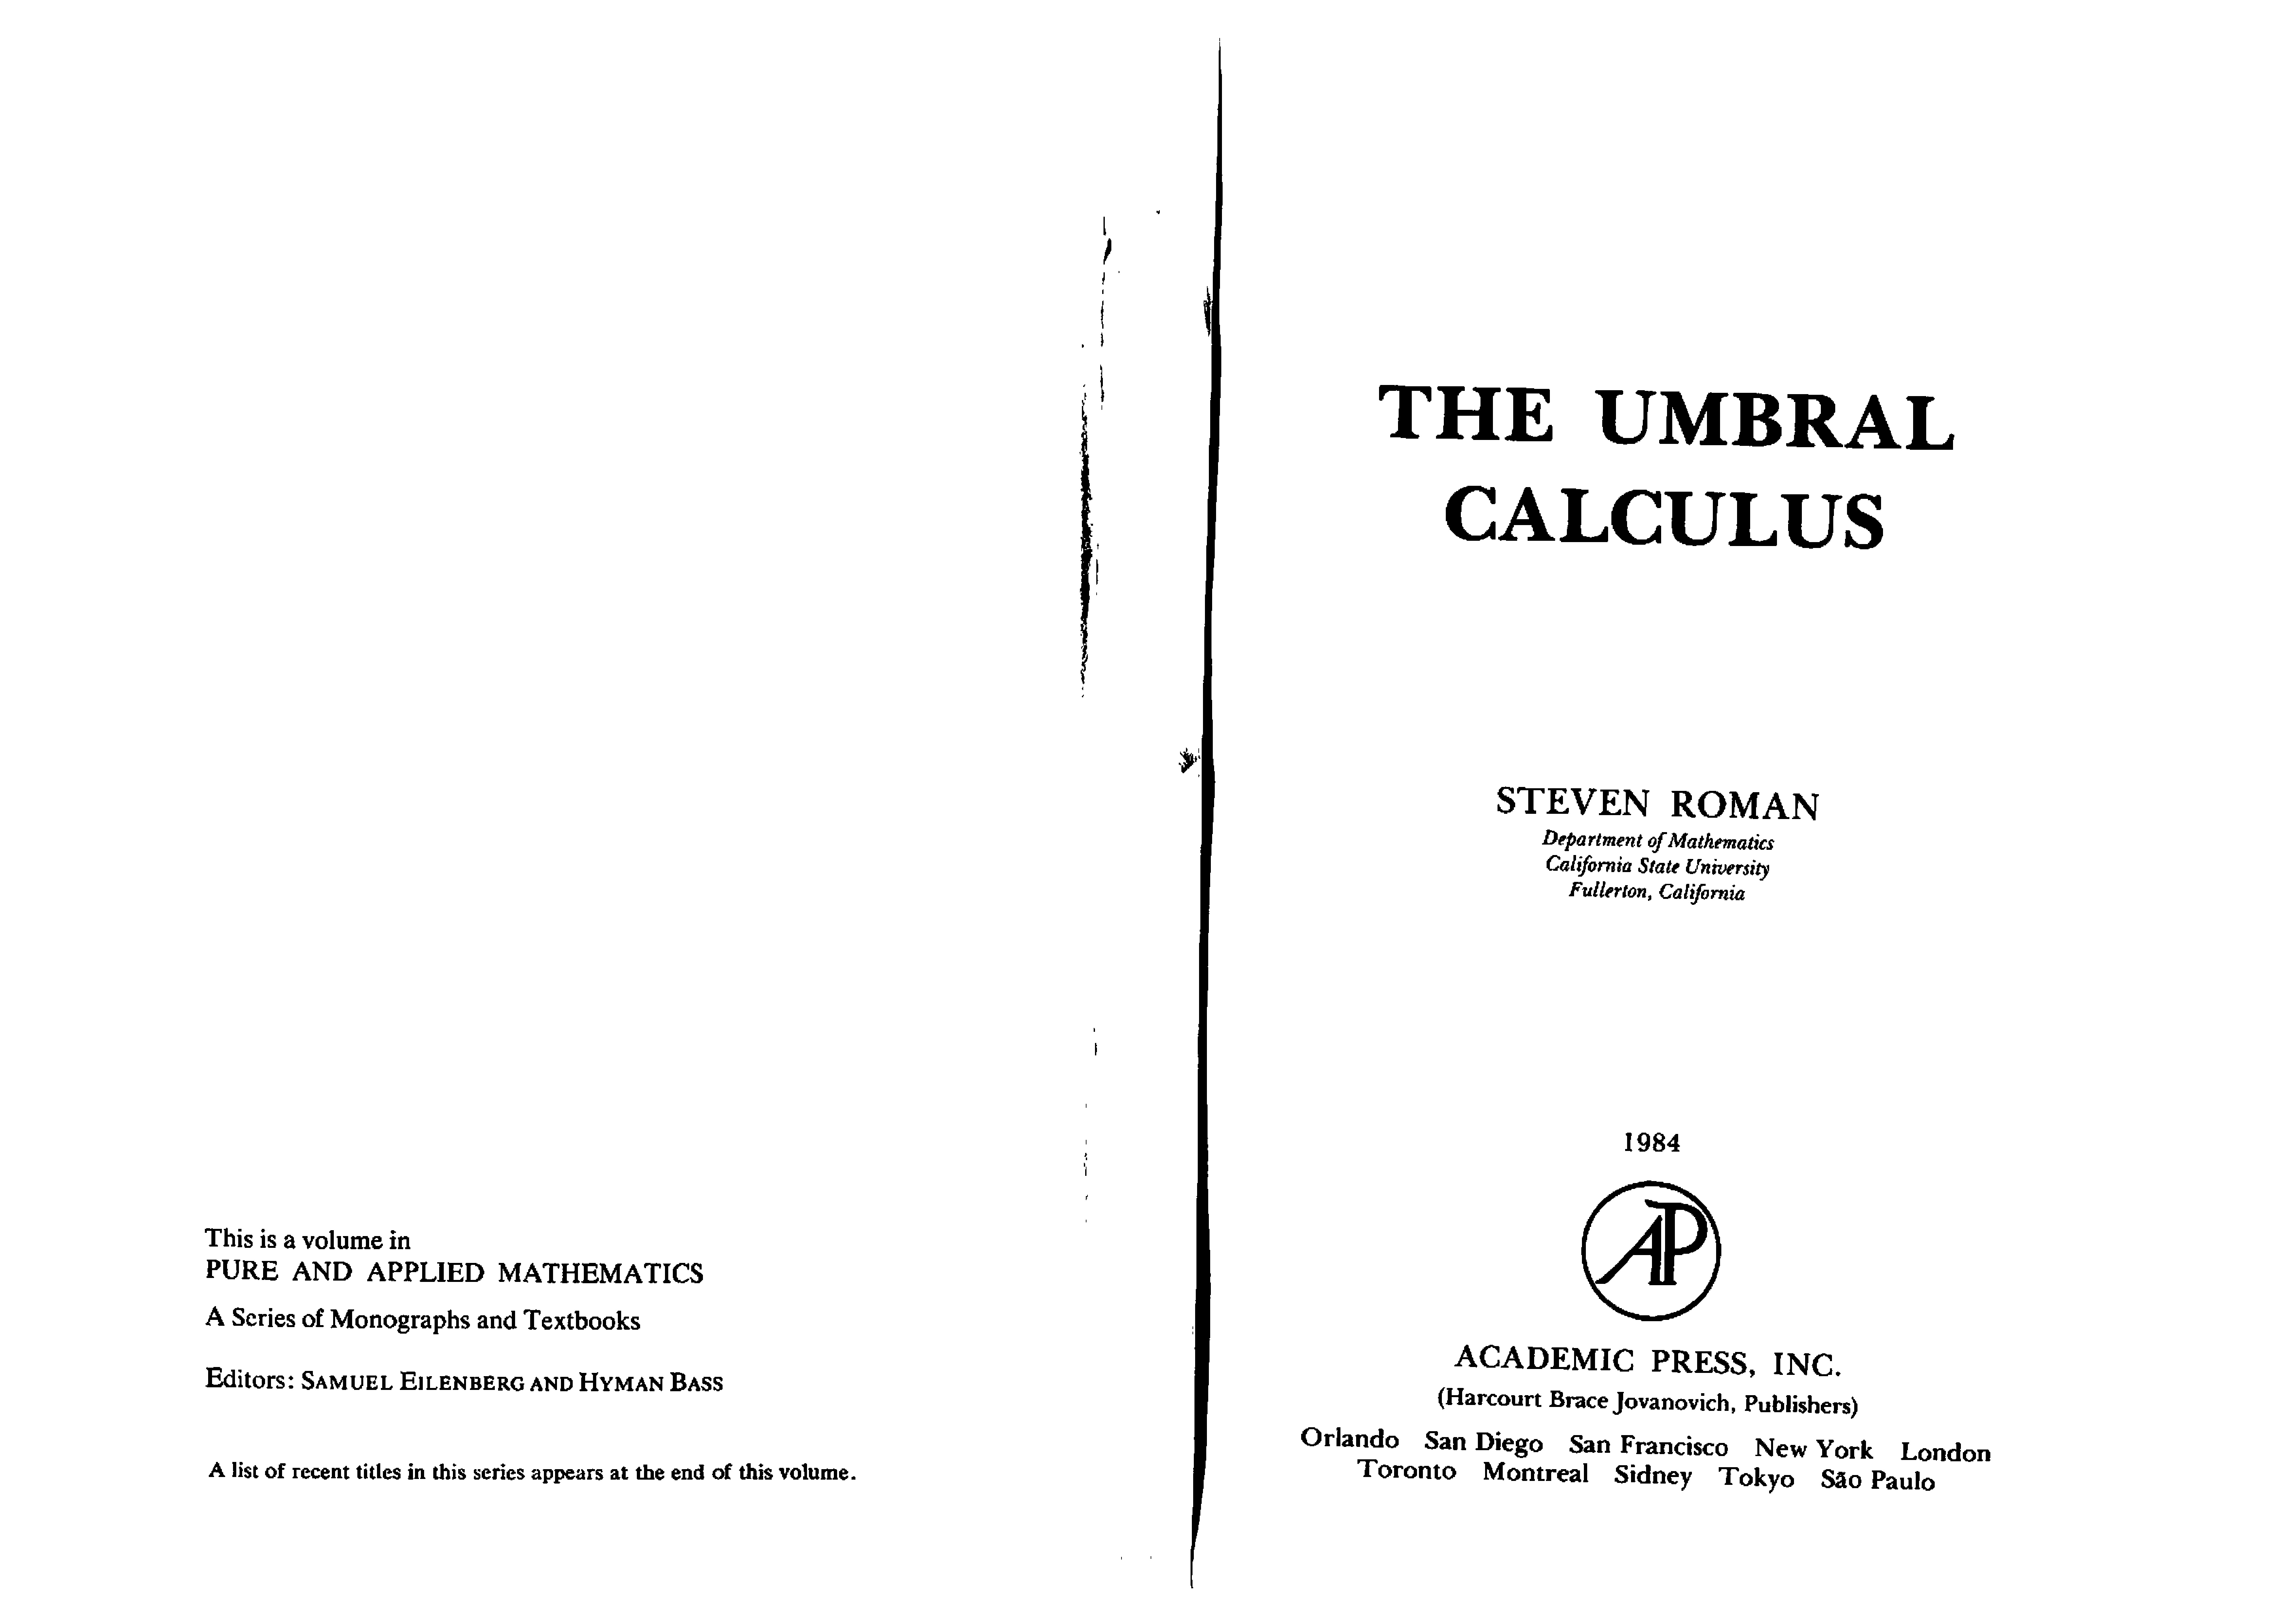 This is a volume in
PURE AND APPLIED MATHEMATICS
A Series of Monographs and Textbooks
Editors: SAMUEL EILENBERG AND HYMAN BASS
A list of recent titles in this series appears at the end of this volume.
THE UMBRAL
CALCULUS
STEVEN ROMAN
Department of Mathematics
California State University
Fullerton, California
1984
AP
ACADEMIC PRESS, INC.
(Harcourt Brace Jovanovich, Publishers)
Orlando San Diego San Francisco New York London
Toronto Montreal Sidney Tokyo São Paulo